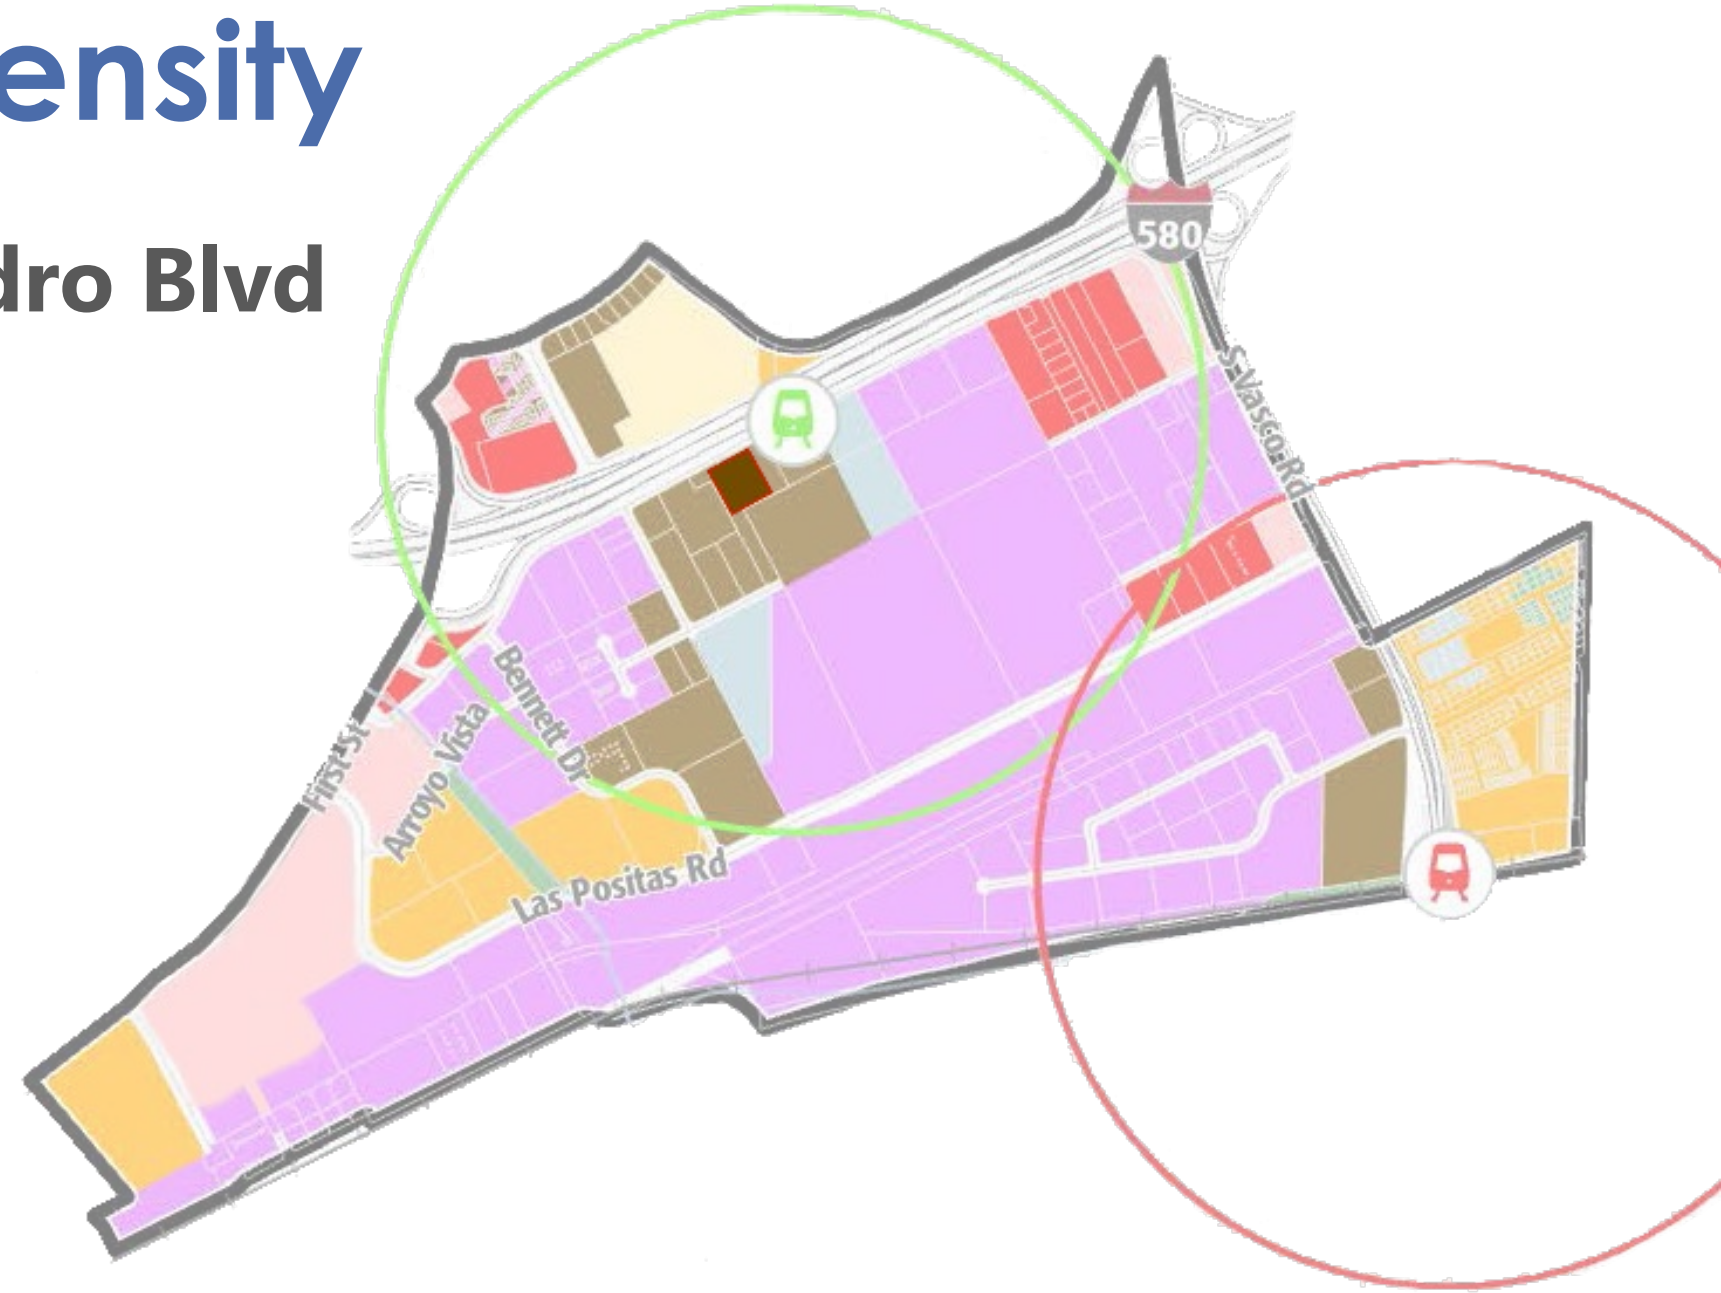 ensity
dro Blvd
580
S Vasco Rd
First St
Arroyo Vista
Bennett Dr
Las Positas Rd